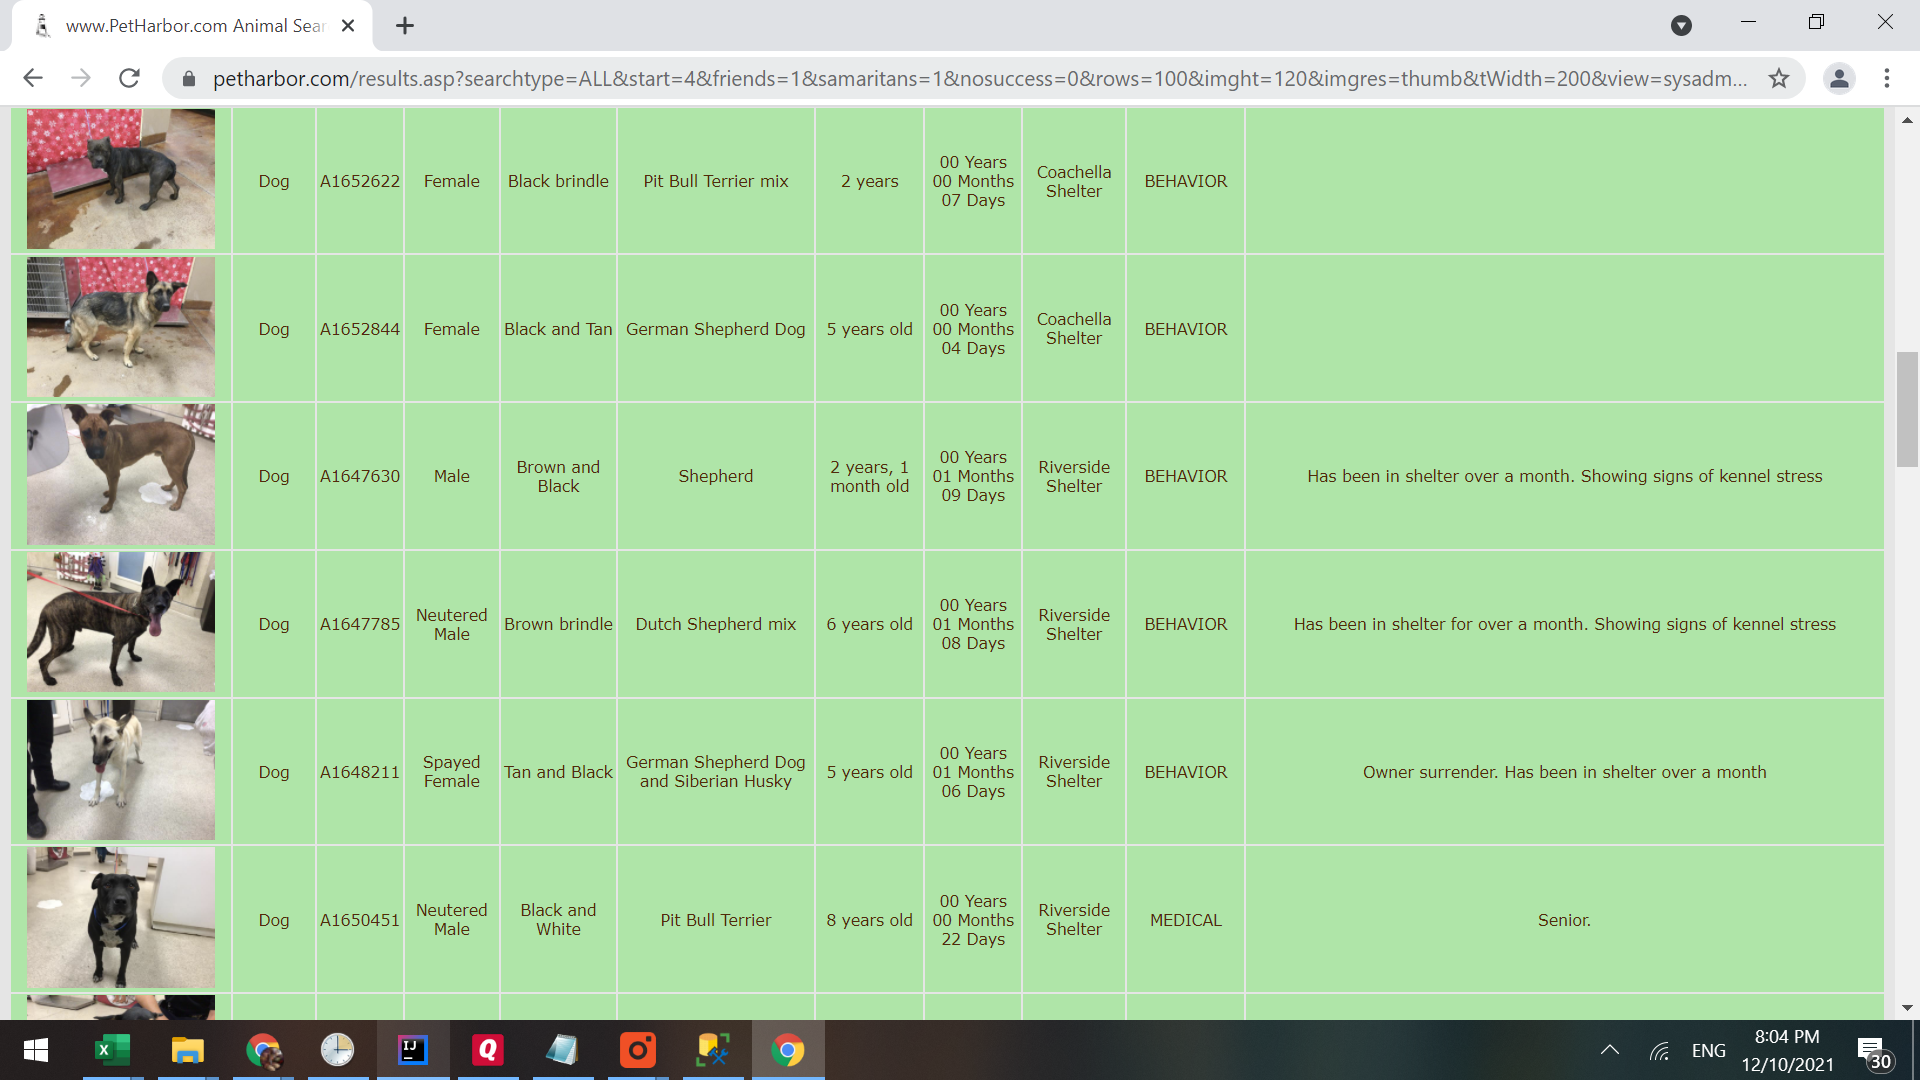 www.PetHarbor.com Animal Sear
petharbor.com/results.asp?searchtype=ALL&start=4&friends=1&samaritans=1&nosuccess=0&rows=100&imght=120&imgres=thumb&tWidth=200&view=sysadm...
Dog
A1652622
Female
Black brindle
Pit Bull Terrier mix
2 years
00 Years
00 Months
07 Days
Coachella
Shelter
BEHAVIOR
Dog
A1652844
Female
Black and Tan
German Shepherd Dog
5 years old
00 Years
00 Months
04 Days
Coachella
Shelter
BEHAVIOR
Dog
A1647630
Male
Brown and
Black
Shepherd
2 years, 1
month old
00 Years
01 Months
09 Days
Riverside
Shelter
BEHAVIOR
Has been in shelter over a month. Showing signs of kennel stress
Dog
A1647785
Neutered
Male
Brown brindle
Dutch Shepherd mix
6 years old
00 Years
01 Months
08 Days
Riverside
Shelter
BEHAVIOR
Has been in shelter for over a month. Showing signs of kennel stress
Dog
A1648211
Spayed
Female
Tan and Black
German Shepherd Dog
and Siberian Husky
5 years old
00 Years
01 Months
06 Days
Riverside
Shelter
BEHAVIOR
Owner surrender. Has been in shelter over a month
Dog
A1650451
Neutered
Male
Black and
White
Pit Bull Terrier
8 years old
00 Years
00 Months
22 Days
Riverside
Shelter
MEDICAL
Senior.
X
IJ
Q
ENG
8:04 PM
12/10/2021
30